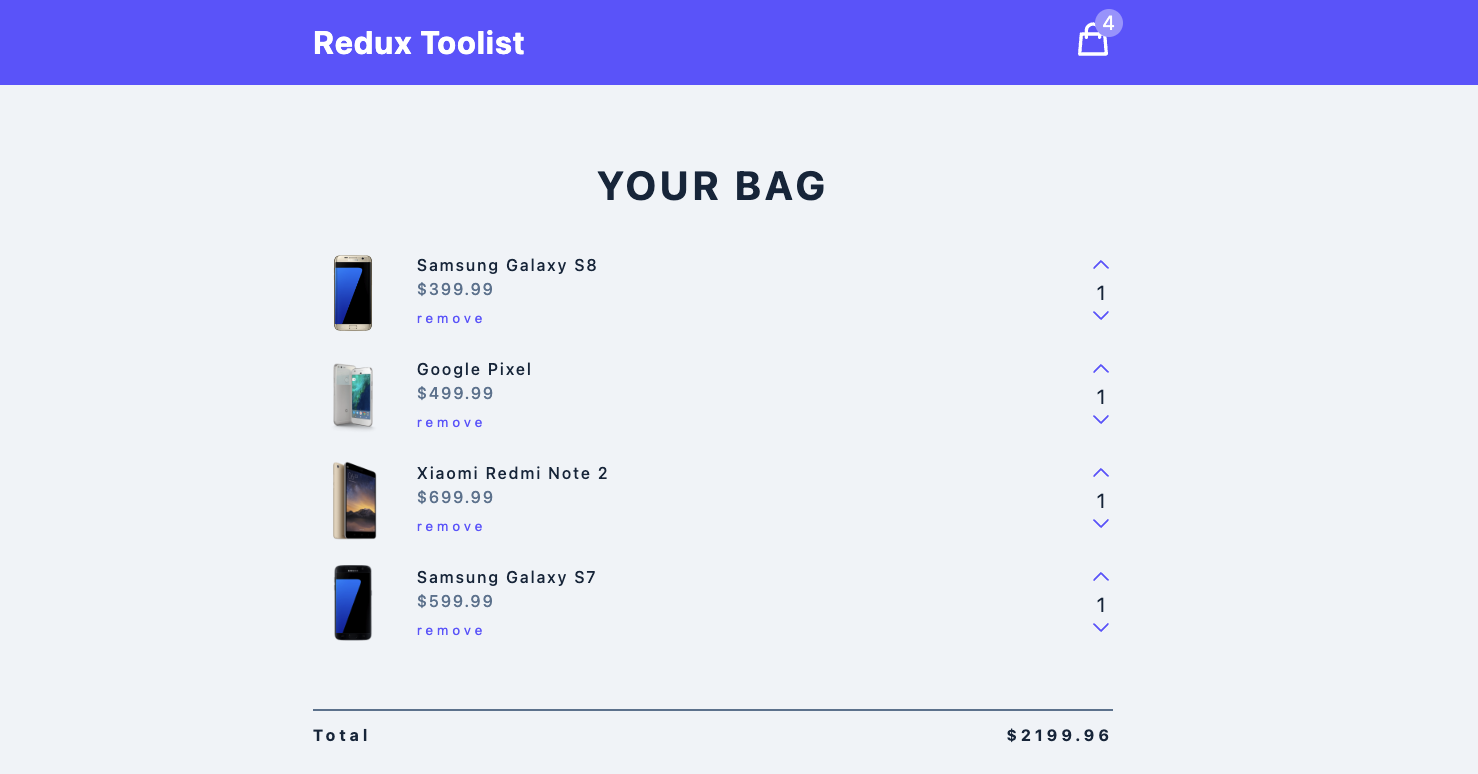 Redux Toolist
4
YOUR BAG
Samsung Galaxy S8
$399.99
remove
1
Google Pixel
$499.99
remove
1
Xiaomi Redmi Note 2
$699.99
remove
1
Samsung Galaxy S7
$599.99
remove
1
Total
$2199.96